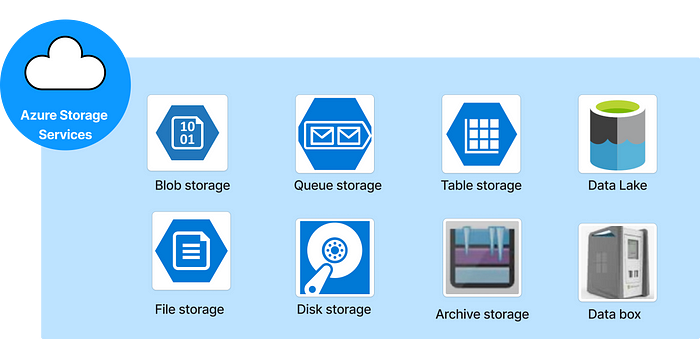 Azure Storage
Services
10
01
Blob storage
Queue storage
Table storage
Data Lake
File storage
Disk storage
Archive storage
Data box